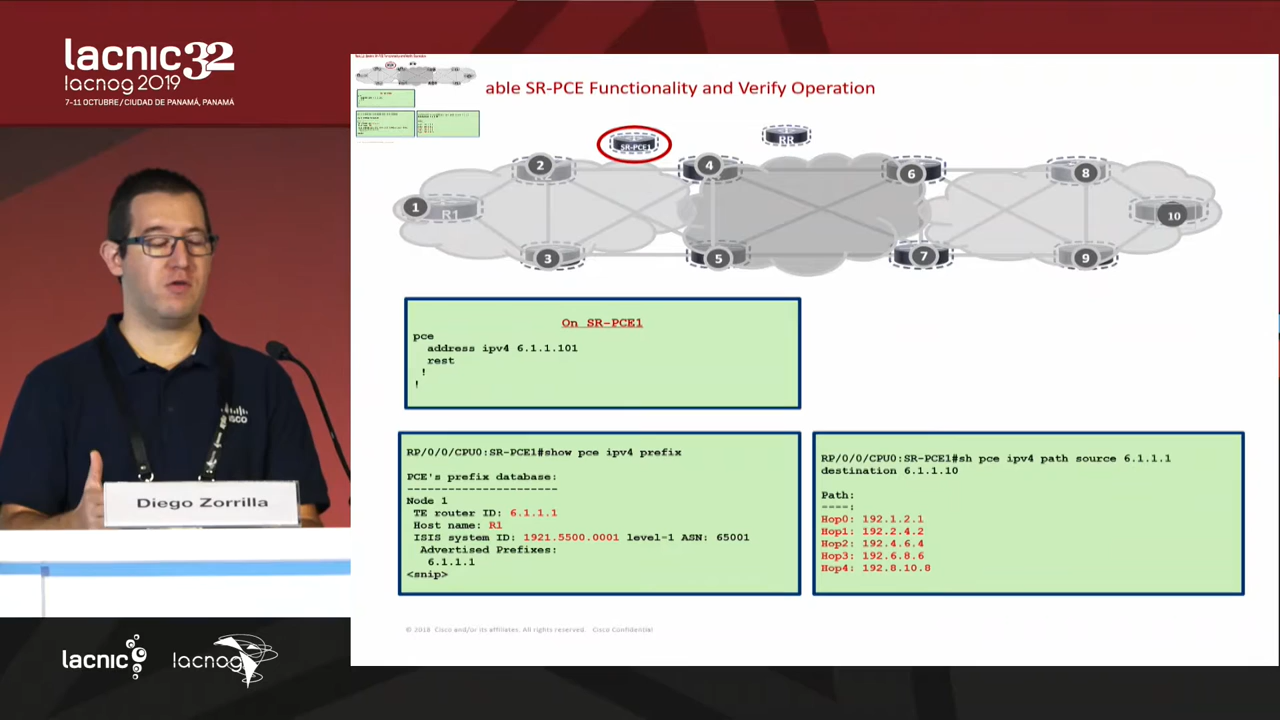 lacnic32
lacnog 2019
7-11 OCTUBRE / CIUDAD DE PANAMÁ, PANAMÁ
able SR-PCE Functionality and Verify Operation
SR-PCE1
RR
2
4
6
8
1
R1
10
3
5
7
9
On SR-PCE1
pce
address ipv4 6.1.1.101
rest
!
!
RP/0/0/CPU0:SR-PCE1#show pce ipv4 prefix
PCE's prefix database:
----------------------
Node 1
TE router ID: 6.1.1.1
Host name: R1
ISIS system ID: 1921.5500.0001 level-1 ASN: 65001
Advertised Prefixes:
6.1.1.1
<snip>
RP/0/0/CPU0:SR-PCE1#sh pce ipv4 path source 6.1.1.1
destination 6.1.1.10
Path:
====:
Hop0: 192.1.2.1
Hop1: 192.2.4.2
Hop2: 192.4.6.4
Hop3: 192.6.8.6
Hop4: 192.8.10.8
© 2018 Cisco and/or its affiliates. All rights reserved. Cisco Confidential
CISCO
Diego Zorrilla
lacnic
lacnog